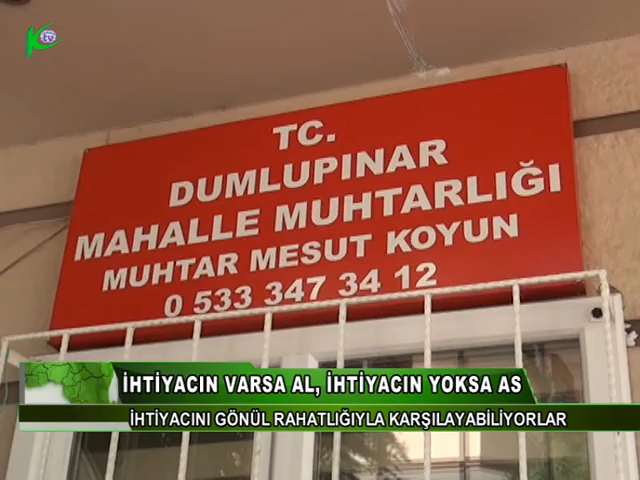 K tv
TC.
DUMLUPINAR
MAHALLE MUHTARLIĞI
MUHTAR MESUT KOYUN
0 533 347 34 12
İHTİYACIN VARSA AL, İHTİYACIN YOKSA AS
İHTİYACINI GÖNÜL RAHATLIĞIYLA KARŞILAYABİLİYORLAR